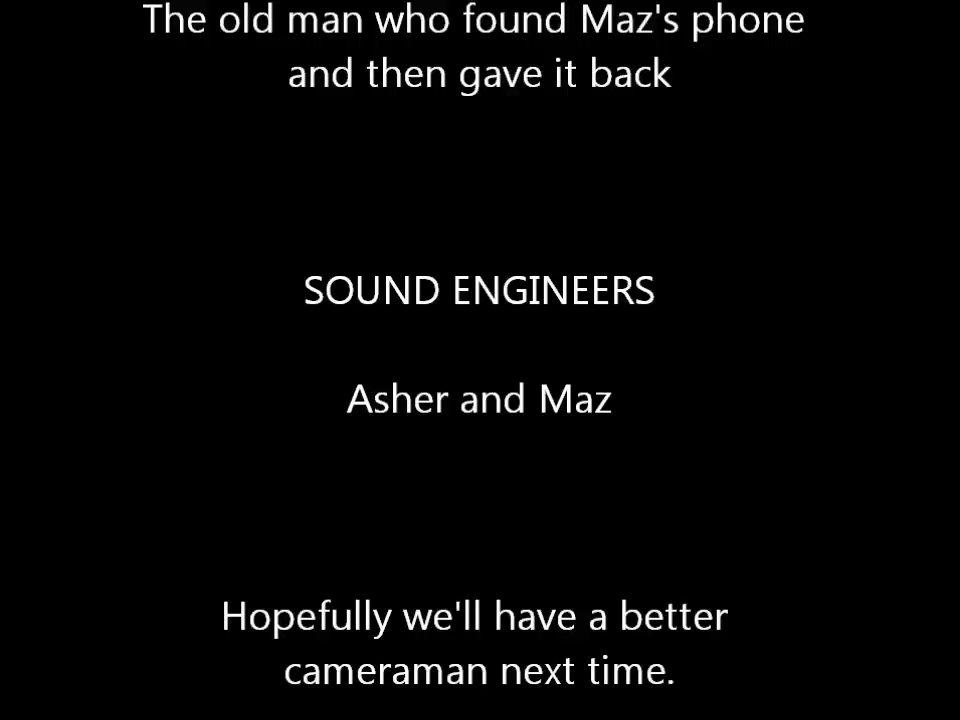 The old man who found Maz's phone
and then gave it back
SOUND ENGINEERS
Asher and Maz
Hopefully we'll have a better
cameraman next time.